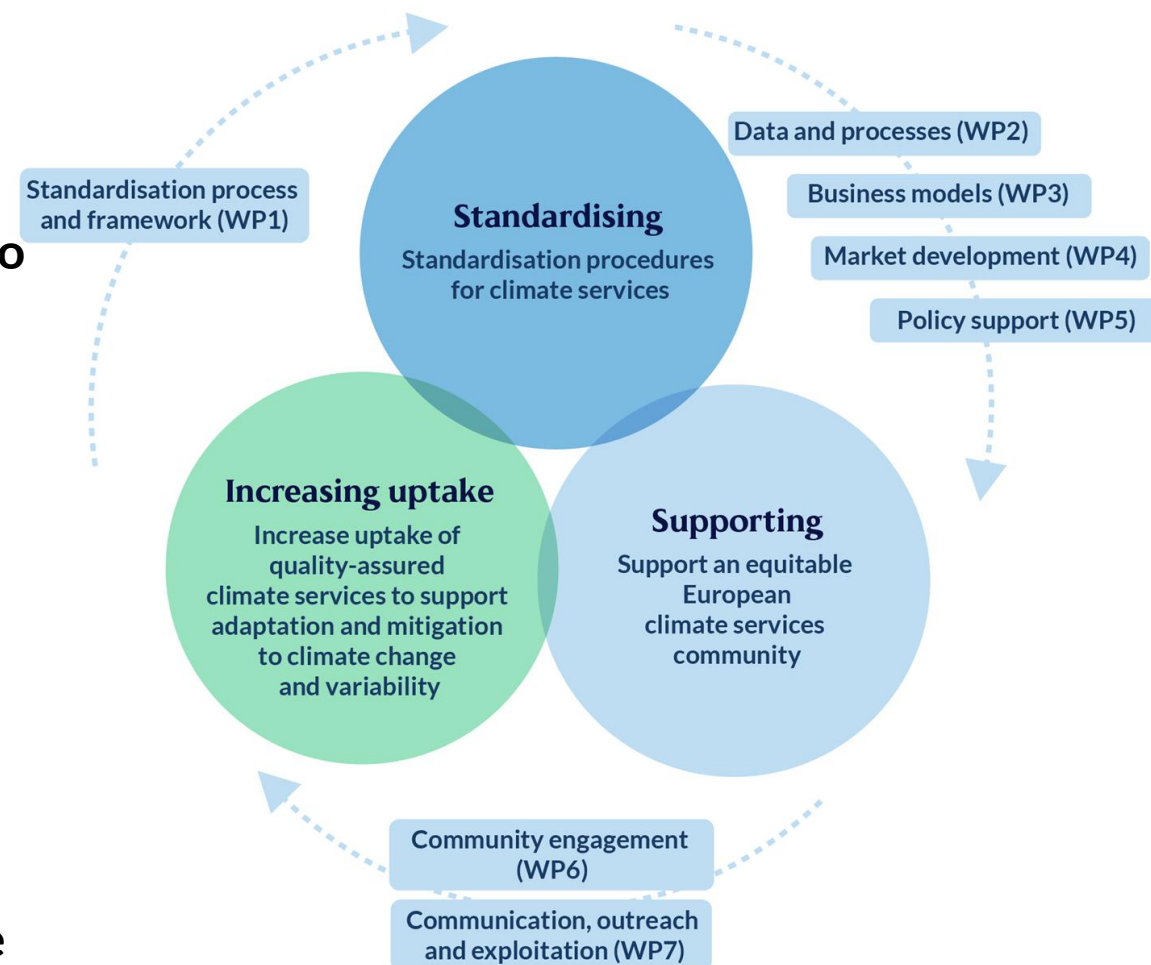 Standardisation process
and framework (WP1)
o
Data and processes (WP2)
Business models (WP3)
Market development (WP4)
Policy support (WP5)
Standardising
Standardisation procedures
for climate services
Increasing uptake
Increase uptake of
quality-assured
climate services to support
adaptation and mitigation
to climate change
and variability
Supporting
Support an equitable
European
climate services
community
Community engagement
(WP6)
Communication, outreach
and exploitation (WP7)
e